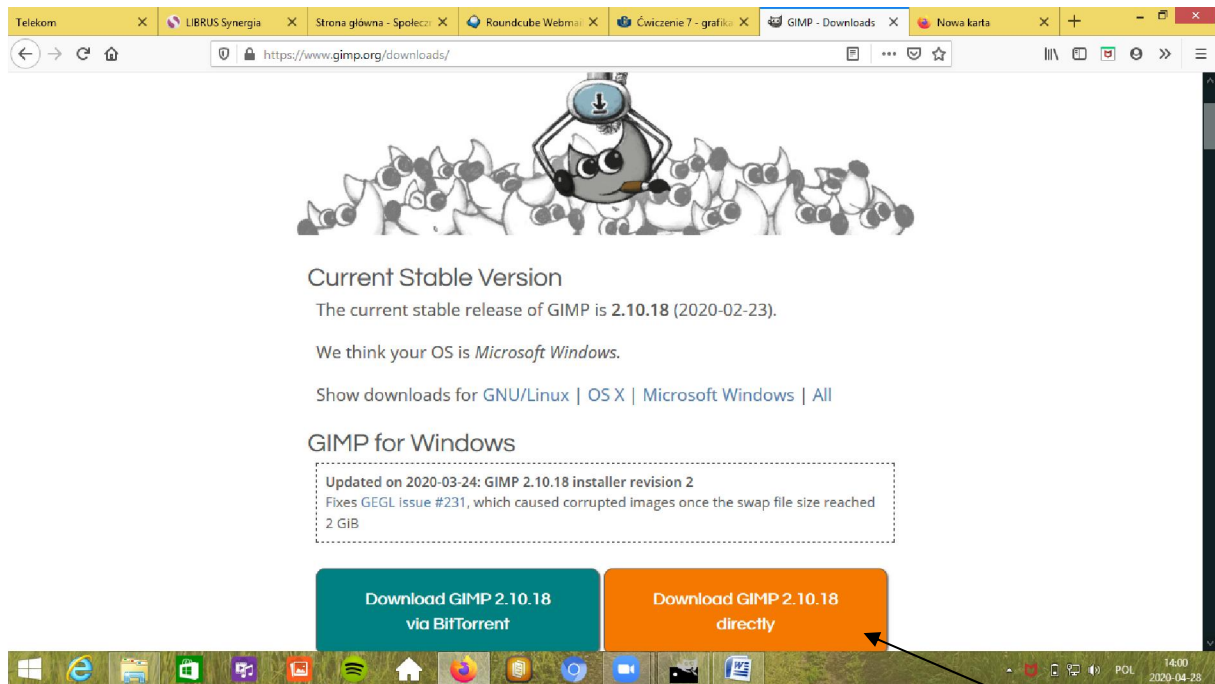 Telekom
LIBRUS Synergia
Strona główna - Społeczn
Roundcube Webmail
Ćwiczenie 7 - grafika
GIMP - Downloads
Nowa karta
https://www.gimp.org/downloads/
Current Stable Version
The current stable release of GIMP is 2.10.18 (2020-02-23).
We think your OS is Microsoft Windows.
Show downloads for GNU/Linux | OS X | Microsoft Windows | All
GIMP for Windows
Updated on 2020-03-24: GIMP 2.10.18 installer revision 2
Fixes GEGL issue #231, which caused corrupted images once the swap file size reached
2 GiB
Download GIMP 2.10.18
via BitTorrent
Download GIMP 2.10.18
directly
POL
14:00
2020-04-28